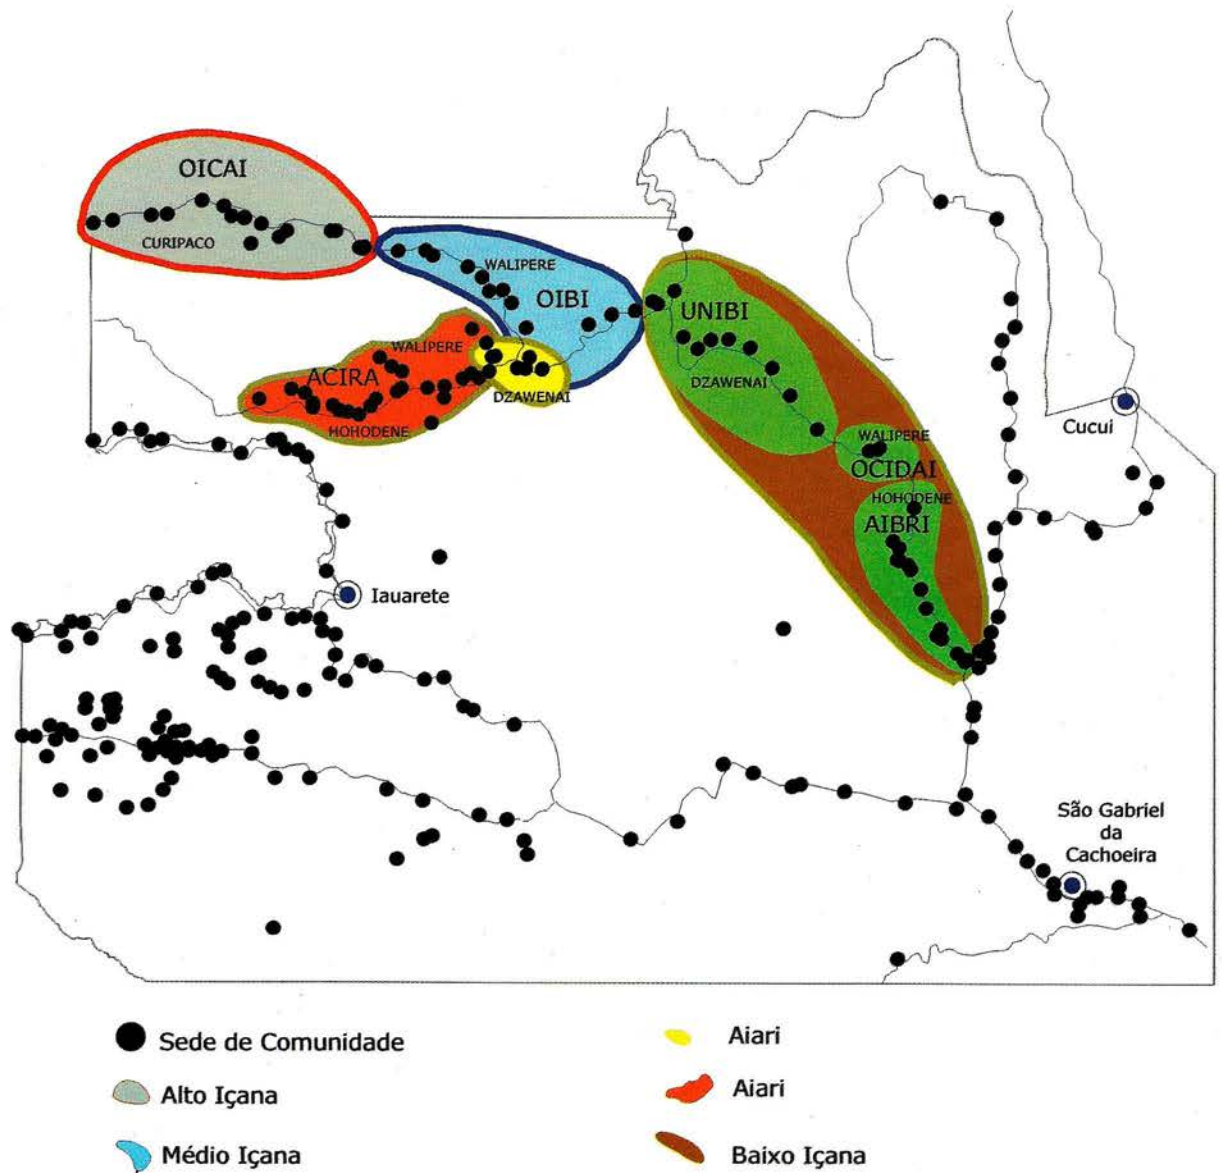 OICAI
CURIPACO
WALIPERE
OIBI
UNIBI
WALIPERE
ACIRA
DZAWENAI
DZAWENAI
HOHODENE
Cucui
WALIPERE
OCIDAI
HOHODENE
AIBRI
Iauarete
São Gabriel
da
Cachoeira
Sede de Comunidade
Aiari
Alto Içana
Aiari
Médio Içana
Baixo Içana